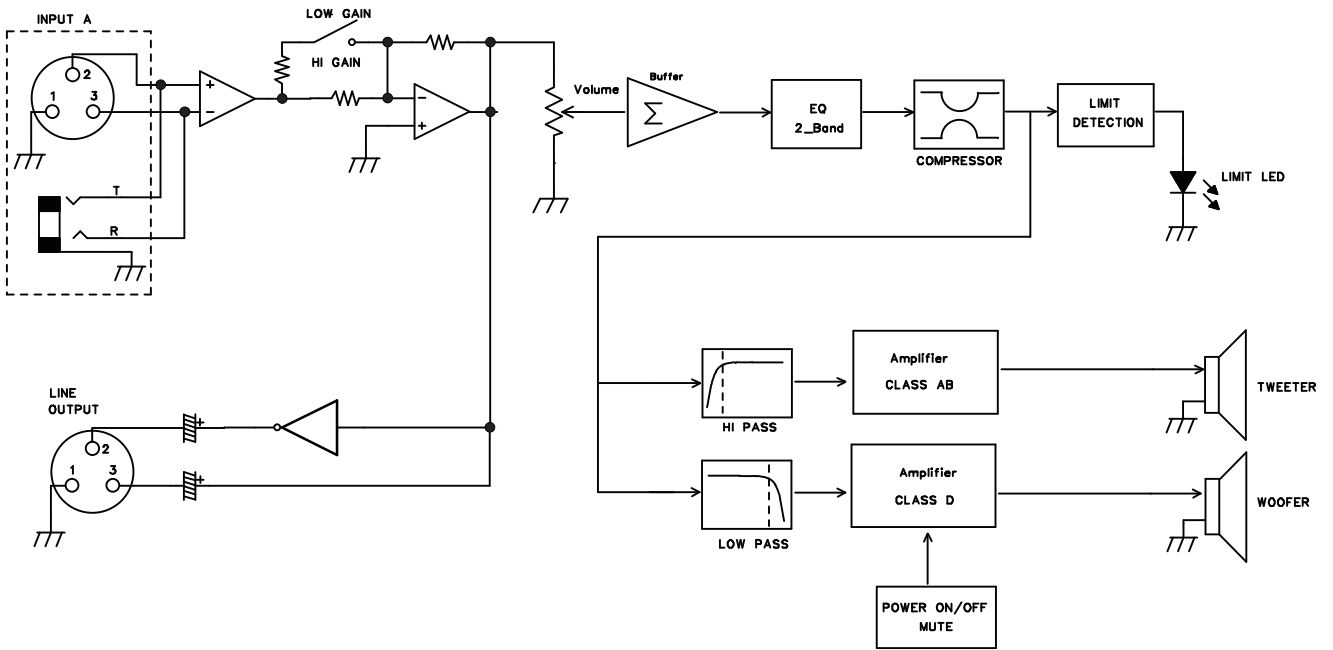 INPUT A
2
1
3
+
−
T
R
LOW GAIN
HI GAIN
−
+
Volume
Buffer
Σ
EQ
2_Band
COMPRESSOR
LIMIT
DETECTION
LIMIT LED
LINE
OUTPUT
2
1
3
+
+
HI PASS
Amplifier
CLASS AB
TWEETER
LOW PASS
Amplifier
CLASS D
WOOFER
POWER ON/OFF
MUTE